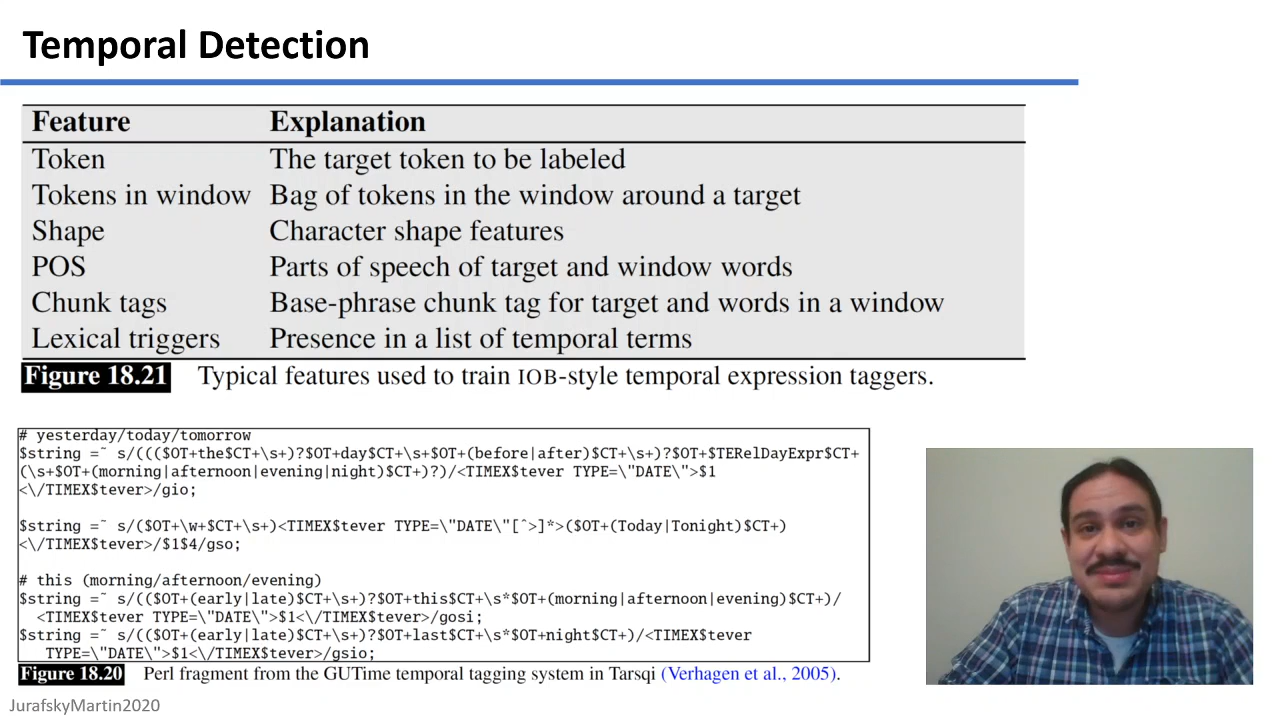 Temporal Detection
Feature Explanation
Token The target token to be labeled
Tokens in window Bag of tokens in the window around a target
Shape Character shape features
POS Parts of speech of target and window words
Chunk tags Base-phrase chunk tag for target and words in a window
Lexical triggers Presence in a list of temporal terms
Figure 18.21 Typical features used to train IOB-style temporal expression taggers.
# yesterday/today/tomorrow
$string =˜ s/((($OT+the$CT+\s+)?$OT+day$CT+\s+$OT+(before|after)$CT+\s+)?$OT+$TERelDayExpr$CT+
(\s+$OT+(morning|afternoon|evening|night)$CT+)?)/<TIMEX$tever TYPE=\"DATE\">$1
<\/TIMEX$tever>/gio;
$string =˜ s/($OT+\w+$CT+\s+)<TIMEX$tever TYPE=\"DATE\"[^>]*>($OT+(Today|Tonight)$CT+)
<\/TIMEX$tever>/$1$4/gso;
# this (morning/afternoon/evening)
$string =˜ s/(($OT+(early|late)$CT+\s+)?$OT+this$CT+\s*$OT+(morning|afternoon|evening)$CT+)/
<TIMEX$tever TYPE=\"DATE\">$1<\/TIMEX$tever>/gosi;
$string =˜ s/(($OT+(early|late)$CT+\s+)?$OT+last$CT+\s*$OT+night$CT+)/<TIMEX$tever
TYPE=\"DATE\">$1<\/TIMEX$tever>/gsio;
Figure 18.20 Perl fragment from the GUTime temporal tagging system in Tarsqi (Verhagen et al., 2005).
JurafskyMartin2020